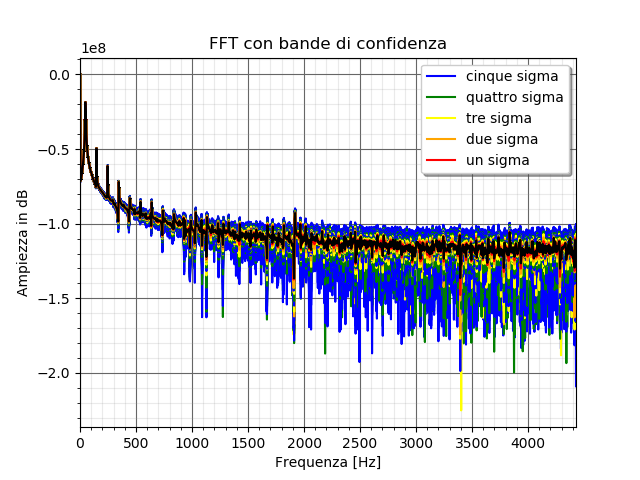 FFT con bande di confidenza
1e8
0.0
−0.5
−1.0
−1.5
−2.0
Ampiezza in dB
cinque sigma
quattro sigma
tre sigma
due sigma
un sigma
0 500 1000 1500 2000 2500 3000 3500 4000
Frequenza [Hz]